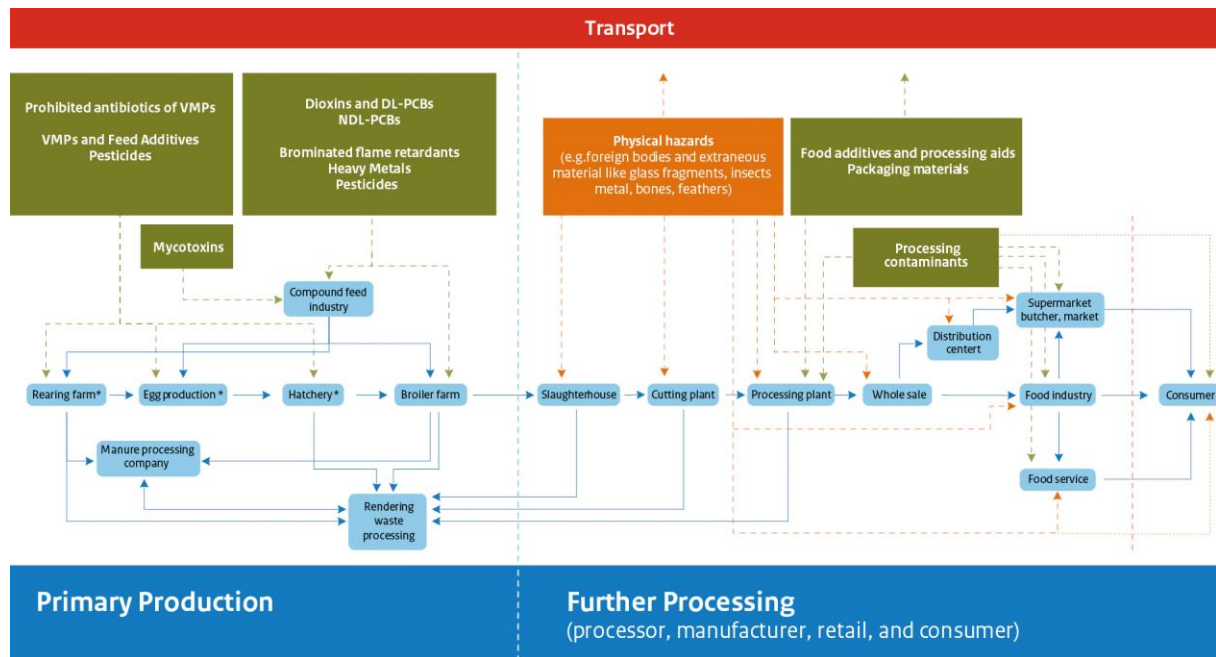 Transport
Prohibited antibiotics of VMPs
VMPs and Feed Additives
Pesticides
Dioxins and DL-PCBs
NDL-PCBs
Brominated flame retardants
Heavy Metals
Pesticides
Physical hazards
(e.g.foreign bodies and extraneous
material like glass fragments, insects
metal, bones, feathers)
Food additives and processing aids
Packaging materials
Mycotoxins
Processing
contaminants
Compound feed
industry
Supermarket
butcher, market
Distribution
centert
Rearing farm*
Egg production *
Hatchery*
Broiler farm
Slaughterhouse
Cutting plant
Processing plant
Whole sale
Food industry
Consumer
Manure processing
company
Food service
Rendering
waste
processing
Primary Production
Further Processing
(processor, manufacturer, retail, and consumer)